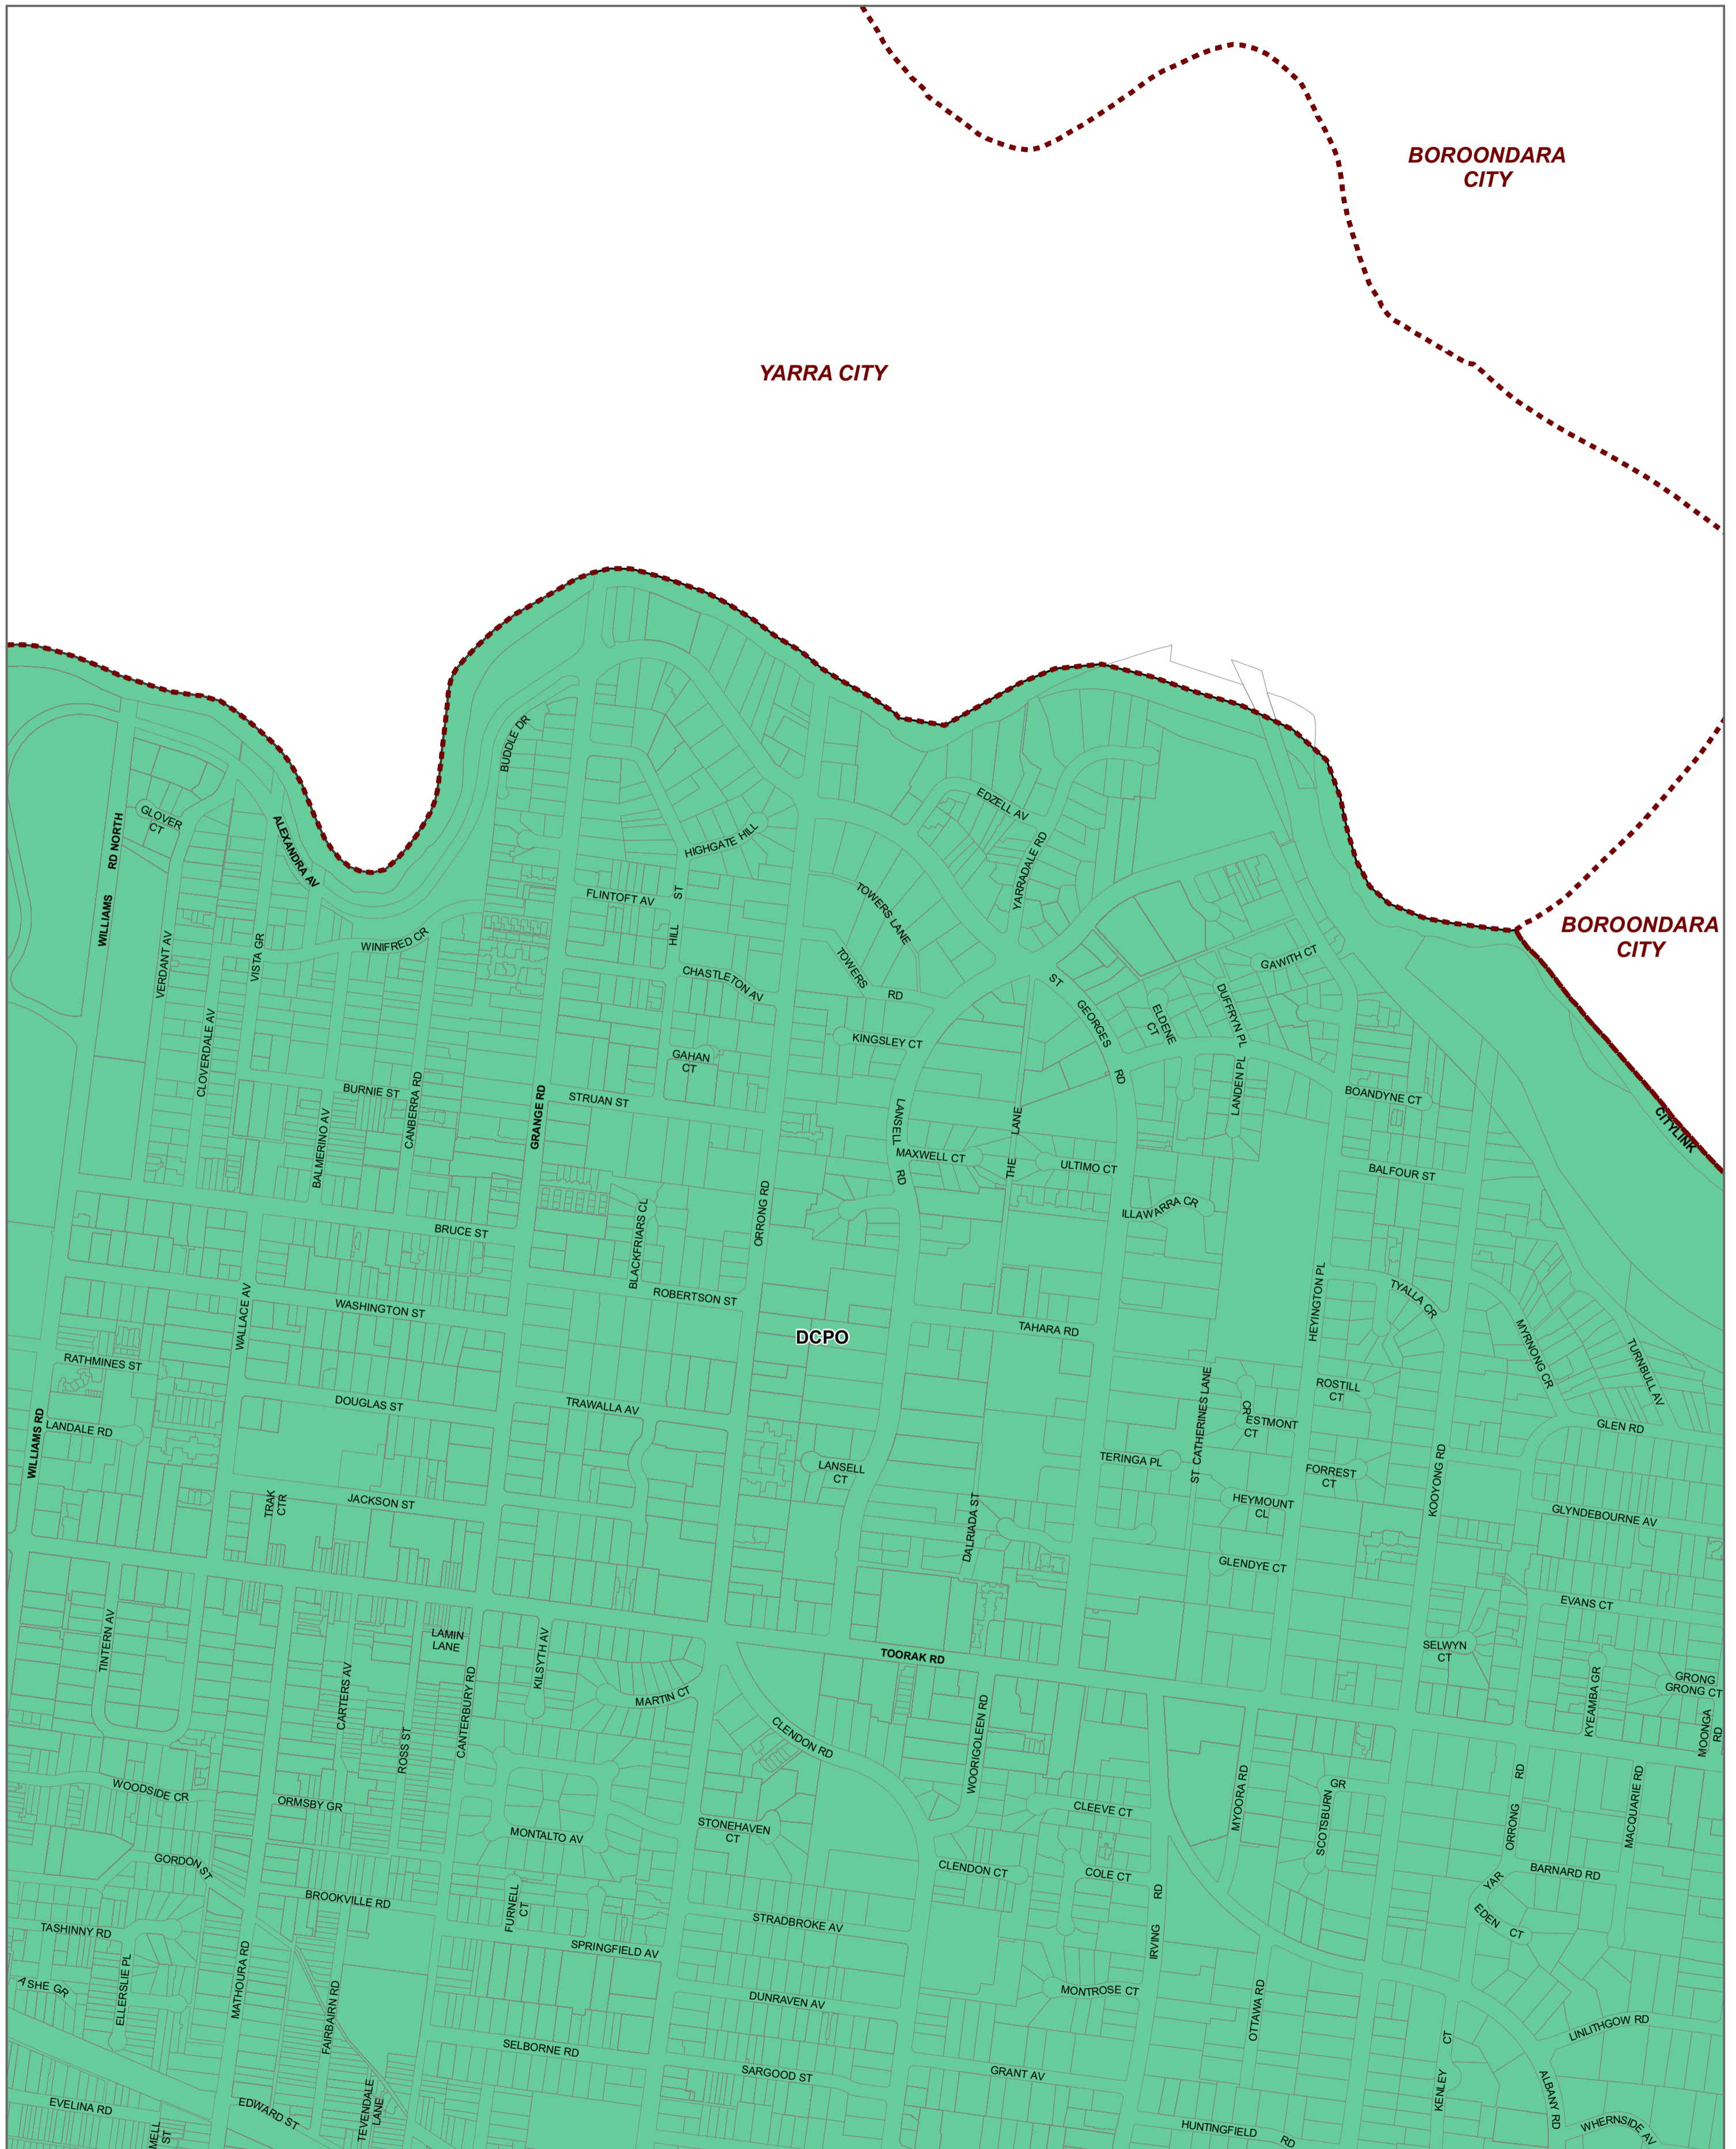 BOROONDARA
CITY
YARRA CITY
BUDDLE DR
EDZELL AV
GLOVER
CT
RD NORTH
WILLIAMS
ALEXANDRA AV
HIGHGATE HILL
YARRADALE RD
FLINTOFT AV
HILL ST
TOWERS LANE
BOROONDARA
CITY
VERDANT AV
VISTA GR
WINIFRED CR
GAWITH CT
CHASTLETON AV
TOWERS RD
ST GEORGES RD
ELDENE
CT
DUFFRYN PL
KINGSLEY CT
CLOVERDALE AV
GAHAN
CT
BURNIE ST
CANBERRA RD
STRUAN ST
GRANGE RD
LANDEN PL
BOANDYNE CT
CITYLINK
BALMERINO AV
LANSELL RD
THE LANE
MAXWELL CT
ULTIMO CT
BALFOUR ST
ILLAWARRA CR
BRUCE ST
BLACKFRIARS CL
ORRONG RD
WALLACE AV
WASHINGTON ST
ROBERTSON ST
HEYINGTON PL
TYALLA CR
DCPO
TAHARA RD
MYRNONG CR
TURNBULL AV
RATHMINES ST
DOUGLAS ST
TRAWALLA AV
ST CATHERINES LANE
ROSTILL
CT
CR
ESTMONT
CT
GLEN RD
LANDALE RD
WILLIAMS RD
LANSELL
CT
TERINGA PL
FORREST
CT
KOOYONG RD
TRAK
CTR
JACKSON ST
DALRIADA ST
HEYMOUNT
CL
GLYNDEBOURNE AV
GLENDYE CT
EVANS CT
TINTERN AV
LAMIN
LANE
KILSYTH AV
TOORAK RD
SELWYN
CT
CARTERS AV
CANTERBURY RD
MARTIN CT
KYEAMBA GR
GRONG
GRONG CT
ROSS ST
CLENDON RD
WOORIGOLEEN RD
MOONGA
RD
WOODSIDE CR
ORMSBY GR
MYOORA RD
SCOTSBURN GR
ORRONG RD
MACQUARIE RD
CLEEVE CT
MONTALTO AV
STONEHAVEN
CT
GORDON ST
CLENDON CT
COLE CT
BARNARD RD
YAR
BROOKVILLE RD
FURNELL
CT
STRADBROKE AV
EDEN CT
TASHINNY RD
SPRINGFIELD AV
IRVING RD
ASHE GR
ELLERSLIE PL
MATHOURA RD
FAIRBAIRN RD
DUNRAVEN AV
MONTROSE CT
OTTAWA RD
LINLITHGOW RD
SELBORNE RD
KENLEY CT
SARGOOD ST
GRANT AV
EVELINA RD
EDWARD ST
TEVENDALE
LANE
ALBANY RD
MELL
ST
HUNTINGFIELD RD
WHERNSIDE AV